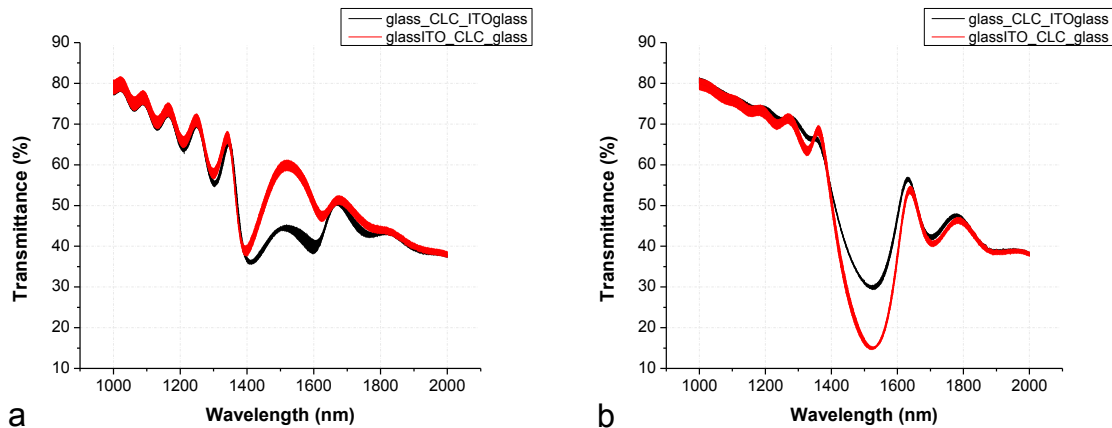 glass_CLC_ITOglass
glassITO_CLC_glass
90
80
70
60
50
40
30
20
10
Transmittance (%)
1000 1200 1400 1600 1800 2000
Wavelength (nm)
a
glass_CLC_ITOglass
glassITO_CLC_glass
90
80
70
60
50
40
30
20
10
Transmittance (%)
1000 1200 1400 1600 1800 2000
Wavelength (nm)
b